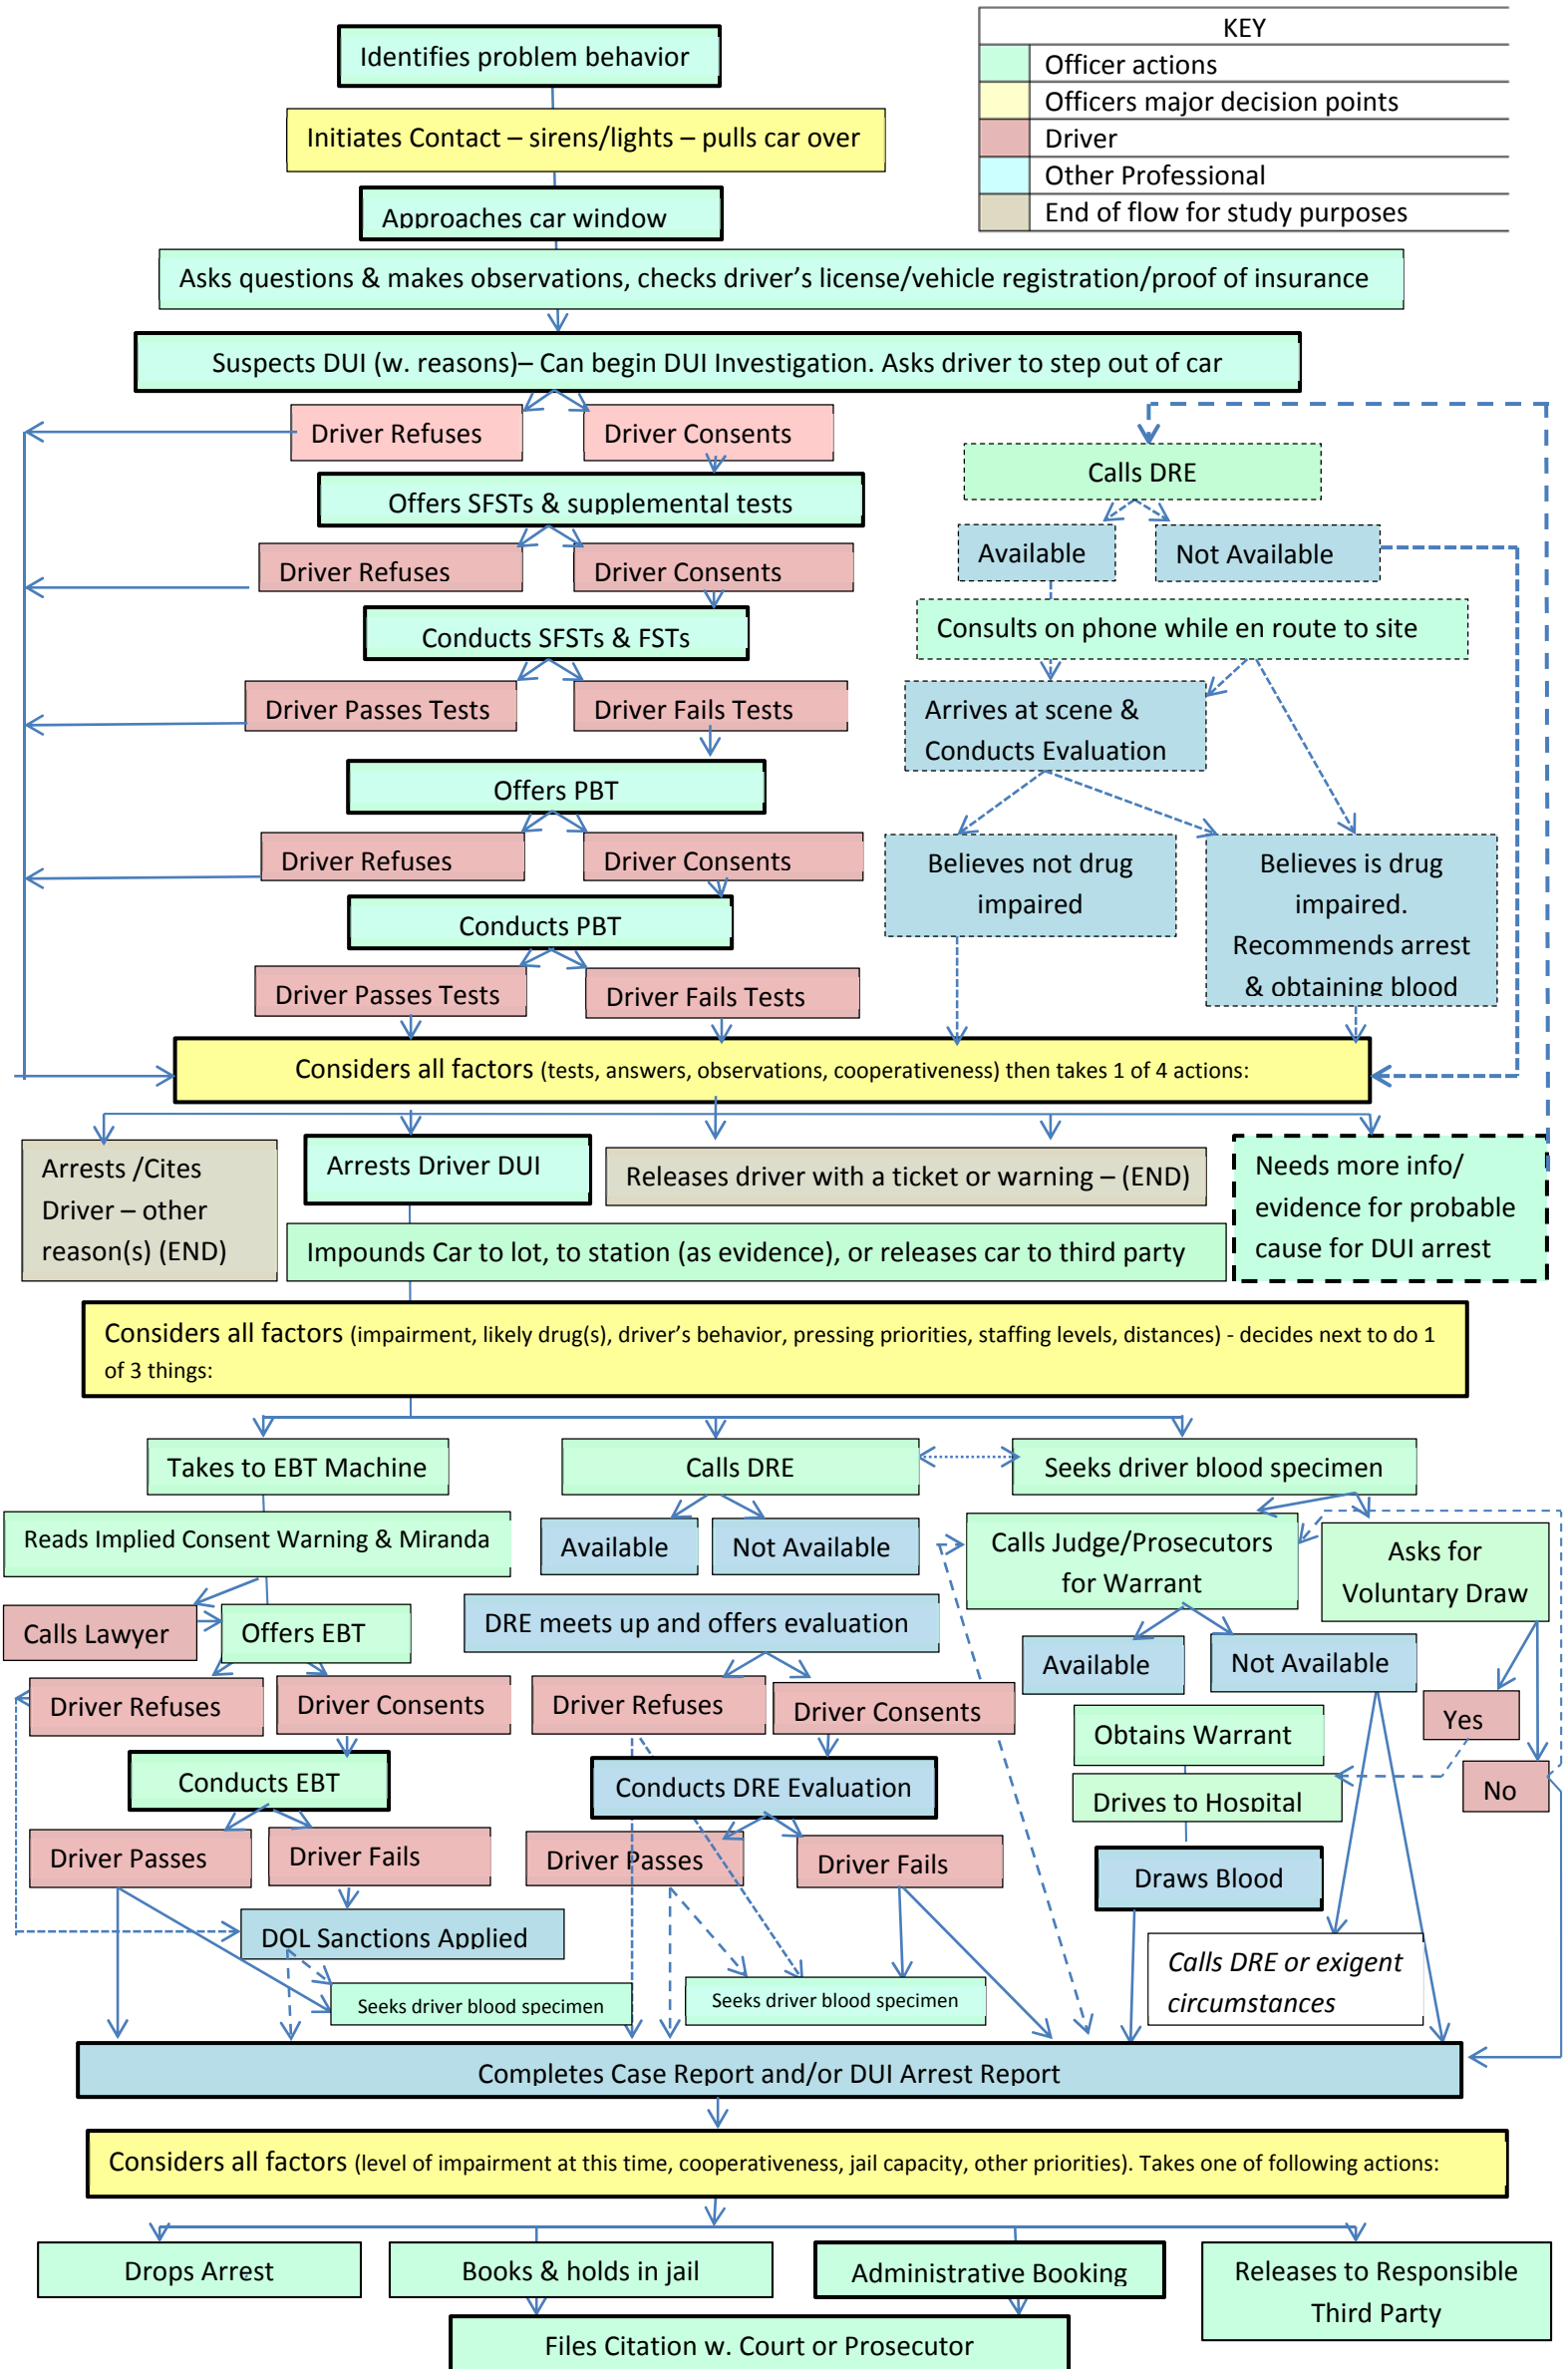 Identifies problem behavior
KEY
Officer actions
Officers major decision points
Driver
Other Professional
End of flow for study purposes
Initiates Contact – sirens/lights – pulls car over
Approaches car window
Asks questions & makes observations, checks driver's license/vehicle registration/proof of insurance
Suspects DUI (w. reasons)– Can begin DUI Investigation. Asks driver to step out of car
Driver Refuses
Driver Consents
Offers SFSTs & supplemental tests
Driver Refuses
Driver Consents
Conducts SFSTs & FSTs
Driver Passes Tests
Driver Fails Tests
Offers PBT
Driver Refuses
Driver Consents
Conducts PBT
Driver Passes Tests
Driver Fails Tests
Calls DRE
Available
Not Available
Consults on phone while en route to site
Arrives at scene &
Conducts Evaluation
Believes not drug
impaired
Believes is drug
impaired.
Recommends arrest
& obtaining blood
Considers all factors (tests, answers, observations, cooperativeness) then takes 1 of 4 actions:
Arrests /Cites
Driver – other
reason(s) (END)
Arrests Driver DUI
Releases driver with a ticket or warning – (END)
Needs more info/
evidence for probable
cause for DUI arrest
Impounds Car to lot, to station (as evidence), or releases car to third party
Considers all factors (impairment, likely drug(s), driver's behavior, pressing priorities, staffing levels, distances) - decides next to do 1
of 3 things:
Takes to EBT Machine
Reads Implied Consent Warning & Miranda
Calls Lawyer
Offers EBT
Driver Refuses
Driver Consents
Conducts EBT
Driver Passes
Driver Fails
DOL Sanctions Applied
Seeks driver blood specimen
Calls DRE
Available
Not Available
DRE meets up and offers evaluation
Driver Refuses
Driver Consents
Conducts DRE Evaluation
Driver Passes
Driver Fails
Seeks driver blood specimen
Seeks driver blood specimen
Calls Judge/Prosecutors
for Warrant
Asks for
Voluntary Draw
Available
Not Available
Yes
No
Obtains Warrant
Drives to Hospital
Draws Blood
Calls DRE or exigent
circumstances
Completes Case Report and/or DUI Arrest Report
Considers all factors (level of impairment at this time, cooperativeness, jail capacity, other priorities). Takes one of following actions:
Drops Arrest
Books & holds in jail
Administrative Booking
Releases to Responsible
Third Party
Files Citation w. Court or Prosecutor